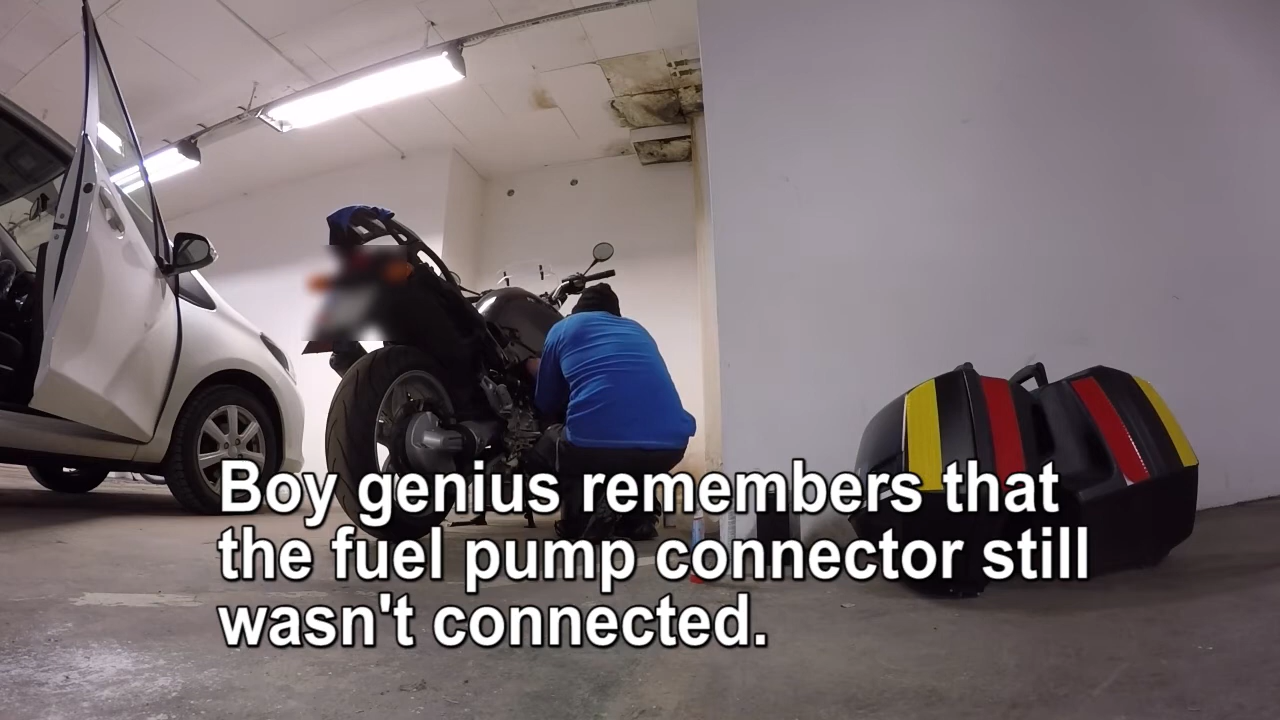 Boy genius remembers that
the fuel pump connector still
wasn't connected.